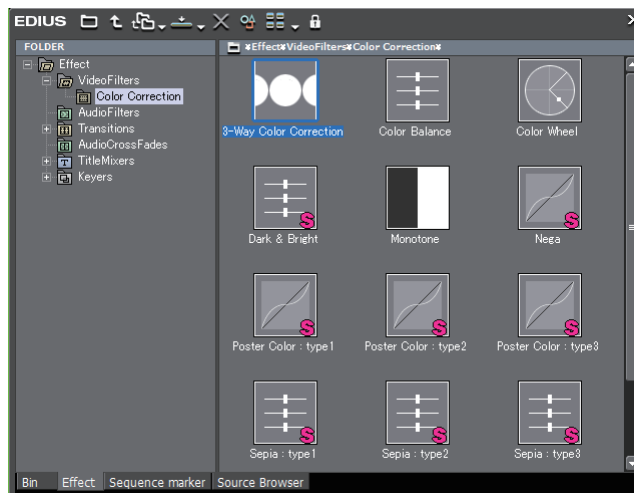 EDIUS
FOLDER
Effect
VideoFilters
Color Correction
AudioFilters
Transitions
AudioCrossFades
T TitleMixers
Keyers
¥Effect¥VideoFilters¥Color Correction¥
3-Way Color Correction
Color Balance
Color Wheel
S
Dark & Bright
Monotone
S
Nega
S
Poster Color : type1
S
Poster Color : type2
S
Poster Color : type3
S
Sepia : type1
S
Sepia : type2
S
Sepia : type3
Bin Effect Sequence marker Source Browser